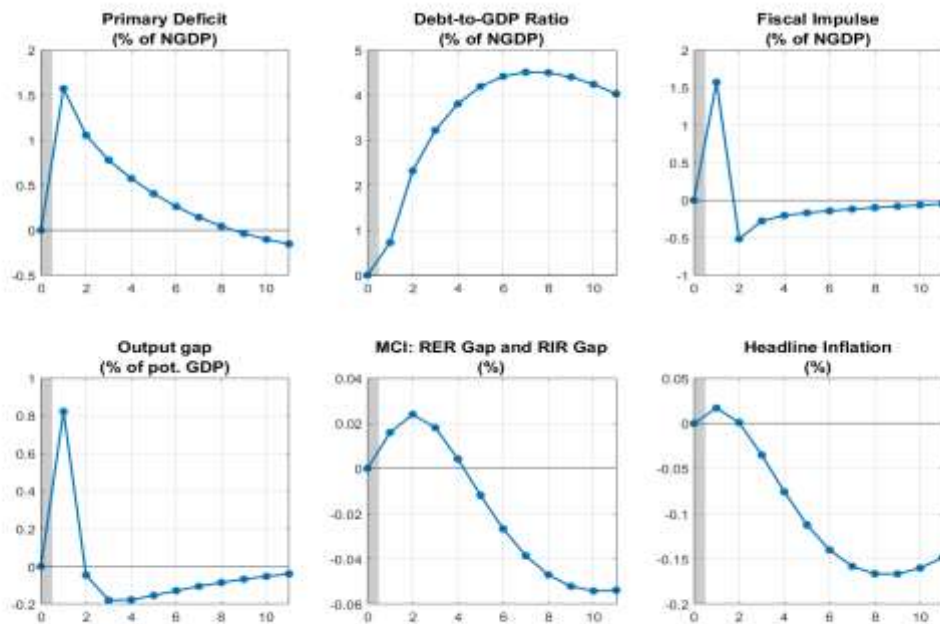 Primary Deficit
(% of NGDP)
2
1.5
1
0.5
0
-0.5
0 2 4 6 8 10
Debt-to-GDP Ratio
(% of NGDP)
5
4
3
2
1
0
0 2 4 6 8 10
Fiscal Impulse
(% of NGDP)
2
1.5
1
0.5
0
-0.5
-1
0 2 4 6 8 10
Output gap
(% of pot. GDP)
1
0.8
0.6
0.4
0.2
0
-0.2
0 2 4 6 8 10
MCI: RER Gap and RIR Gap
(%)
0.04
0.02
0
-0.02
-0.04
-0.06
0 2 4 6 8 10
Headline Inflation
(%)
0.05
0
-0.05
-0.1
-0.15
-0.2
0 2 4 6 8 10